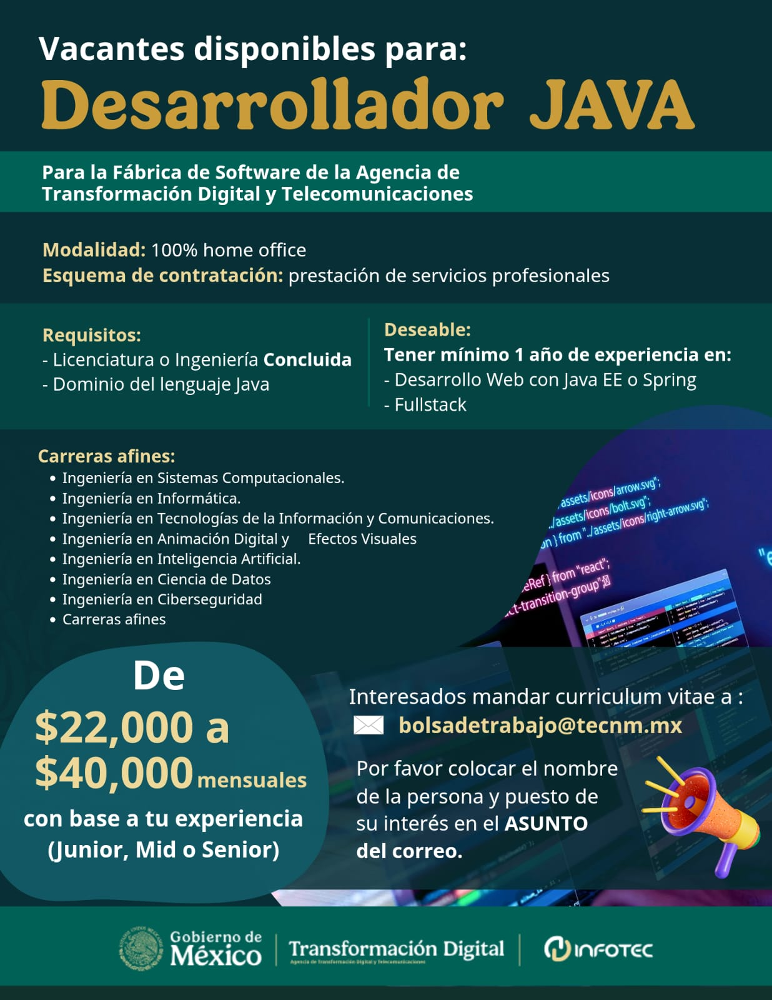 Vacantes disponibles para:
Desarrollador JAVA
Para la Fábrica de Software de la Agencia de
Transformación Digital y Telecomunicaciones
Modalidad: 100% home office
Esquema de contratación: prestación de servicios profesionales
Requisitos:
- Licenciatura o Ingeniería Concluida
- Dominio del lenguaje Java
Deseable:
Tener mínimo 1 año de experiencia en:
- Desarrollo Web con Java EE o Spring
- Fullstack
Carreras afines:
• Ingeniería en Sistemas Computacionales.
• Ingeniería en Informática.
• Ingeniería en Tecnologías de la Información y Comunicaciones.
• Ingeniería en Animación Digital y Efectos Visuales
• Ingeniería en Inteligencia Artificial.
• Ingeniería en Ciencia de Datos
• Ingeniería en Ciberseguridad
• Carreras afines
assets/icons/arrow.svg";
./assets/icons/bolt.svg";
on } from "../assets/icons/right-arrow.svg";
eRef } from "react";
ct-transition-group";
De
$22,000 a
$40,000 mensuales
con base a tu experiencia
(Junior, Mid o Senior)
Interesados mandar curriculum vitae a :
bolsadetrabajo@tecnm.mx
Por favor colocar el nombre
de la persona y puesto de
su interés en el ASUNTO
del correo.
Gobierno de
México
Transformación Digital
Agencia de Transformación Digital y Telecomunicaciones
INFOTEC